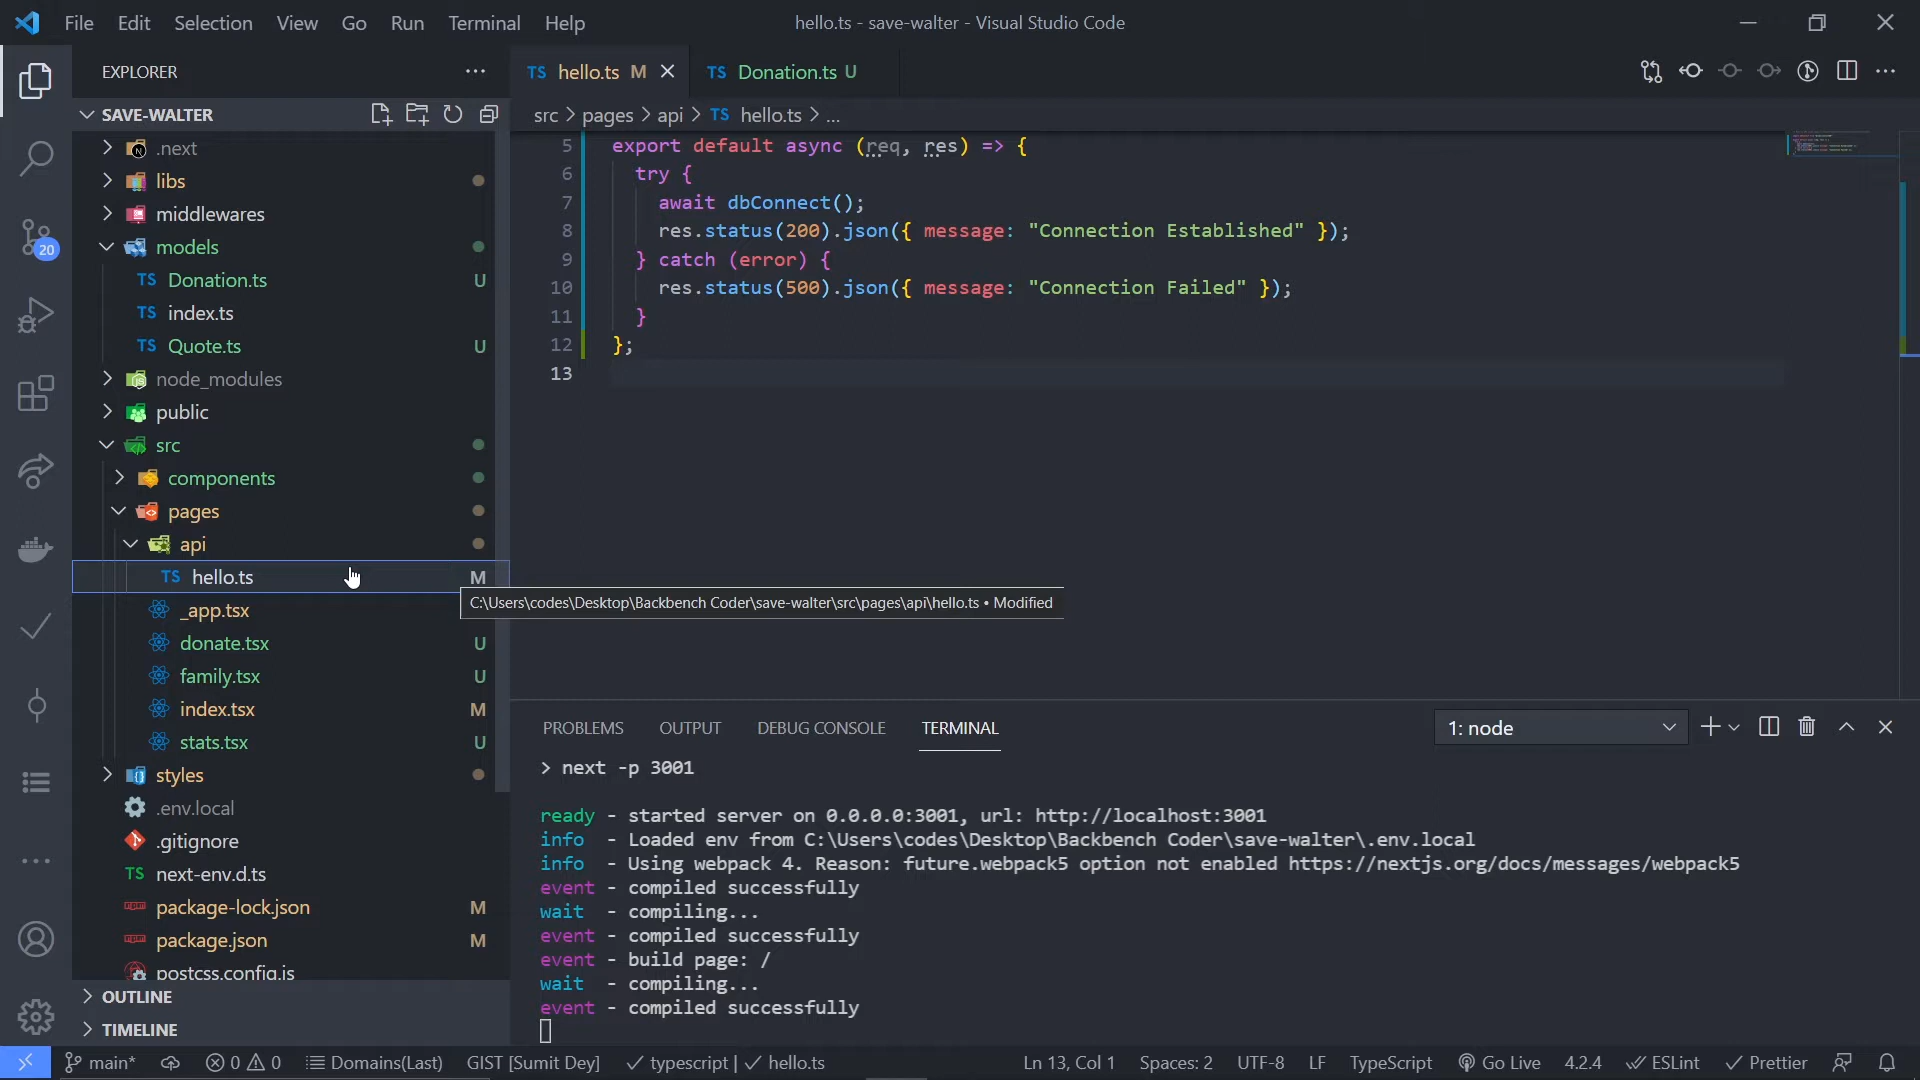 File Edit Selection View Go Run Terminal Help
hello.ts - save-walter - Visual Studio Code
EXPLORER
SAVE-WALTER
.next
libs
middlewares
models
Donation.ts U
index.ts
Quote.ts U
node_modules
public
src
components
pages
api
TS hello.ts M
_app.tsx
donate.tsx U
family.tsx U
index.tsx M
stats.tsx U
styles
.env.local
.gitignore
TS next-env.d.ts
package-lock.json M
package.json M
postcss.config.js
OUTLINE
TIMELINE
20
TS hello.ts M
TS Donation.ts U
src > pages > api > TS hello.ts > ...
5 export default async (req, res) => {
6 try {
7 await dbConnect();
8 res.status(200).json({ message: "Connection Established" });
9 } catch (error) {
10 res.status(500).json({ message: "Connection Failed" });
11 }
12 };
13
C:\Users\codes\Desktop\Backbench Coder\save-walter\src\pages\api\hello.ts • Modified
PROBLEMS OUTPUT DEBUG CONSOLE TERMINAL
1: node
> next -p 3001
ready - started server on 0.0.0.0:3001, url: http://localhost:3001
info - Loaded env from C:\Users\codes\Desktop\Backbench Coder\save-walter\.env.local
info - Using webpack 4. Reason: future.webpack5 option not enabled https://nextjs.org/docs/messages/webpack5
event - compiled successfully
wait - compiling...
event - compiled successfully
event - build page: /
wait - compiling...
event - compiled successfully
main* 0 0 Domains(Last) GIST [Sumit Dey] typescript | hello.ts
Ln 13, Col 1 Spaces: 2 UTF-8 LF TypeScript Go Live 4.2.4 ESLint Prettier